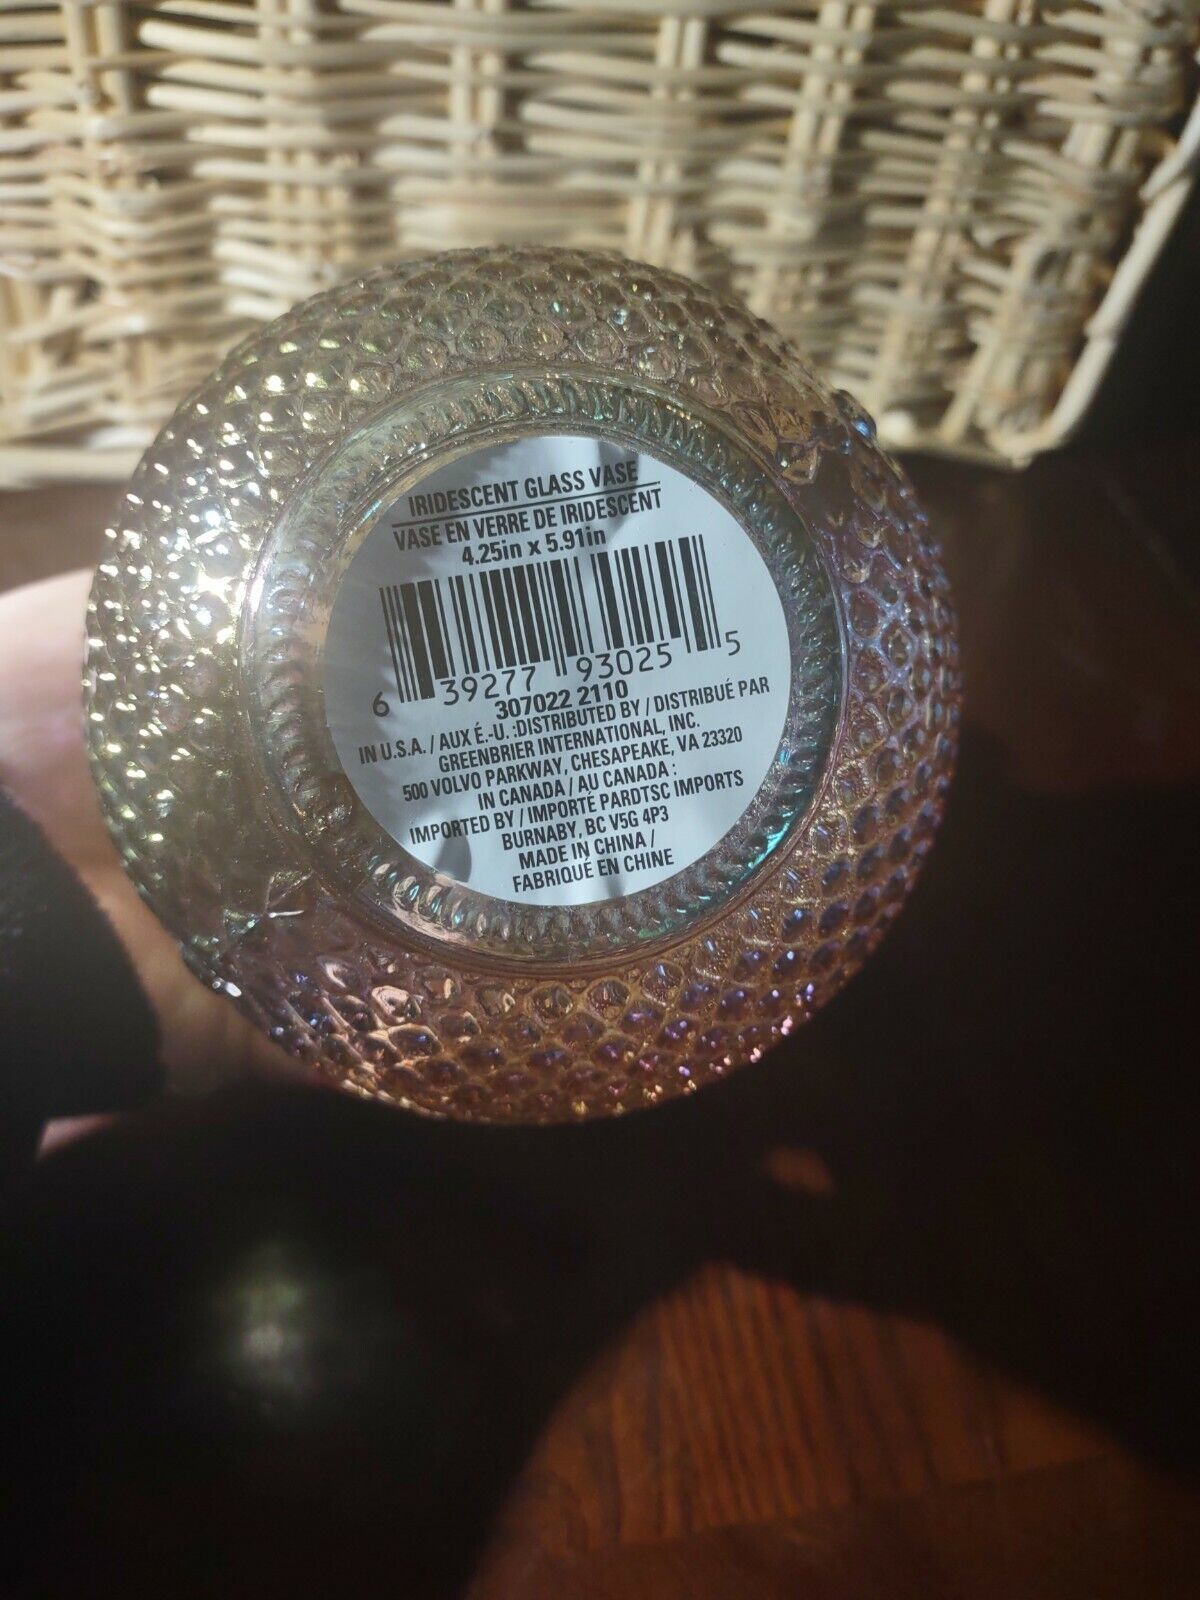 IRIDESCENT GLASS VASE
VASE EN VERRE DE IRIDESCENT
4.25in x 5.91in
6 39277 93025 5
307022 2110
IN U.S.A. / AUX É.-U. :DISTRIBUTED BY / DISTRIBUÉ PAR
GREENBRIER INTERNATIONAL, INC.
500 VOLVO PARKWAY, CHESAPEAKE, VA 23320
IN CANADA / AU CANADA :
IMPORTED BY / IMPORTÉ PARDTSC IMPORTS
BURNABY, BC V5G 4P3
MADE IN CHINA /
FABRIQUÉ EN CHINE